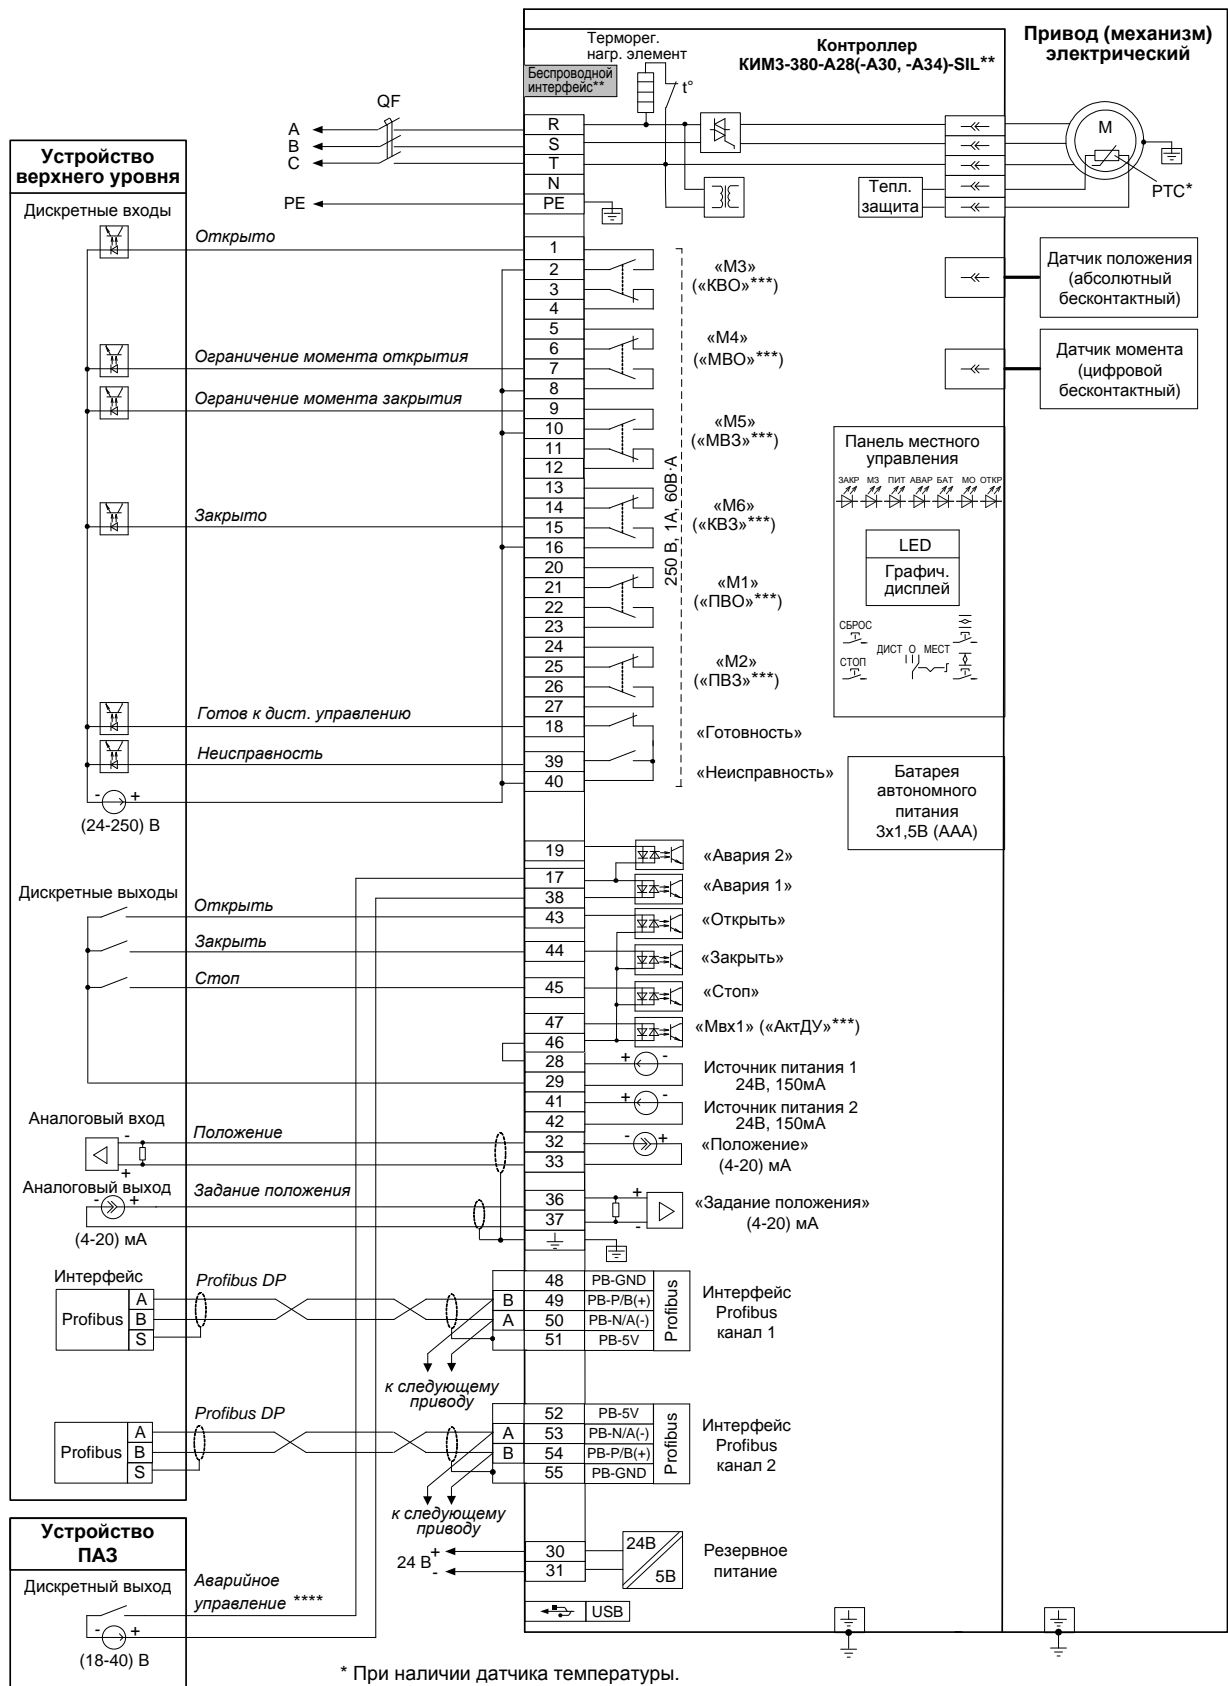 Терморег.
нагр. элемент
Контроллер
КИМ3-380-А28(-А30, -А34)-SIL**
Привод (механизм)
электрический
Беспроводной
интерфейс**
t°
QF
A
B
C
PE
R
S
T
N
PE
Тепл.
защита
M
PTC*
Устройство
верхнего уровня
Дискретные входы
Открыто
Ограничение момента открытия
Ограничение момента закрытия
Закрыто
Готов к дист. управлению
Неисправность
- +
(24-250) В
1
2
3
4
5
6
7
8
9
10
11
12
13
14
15
16
20
21
22
23
24
25
26
27
18
39
40
«М3»
(«КВО»***)
«М4»
(«МВО»***)
«М5»
(«МВЗ»***)
«М6»
(«КВЗ»***)
«М1»
(«ПВО»***)
«М2»
(«ПВЗ»***)
«Готовность»
«Неисправность»
250 В, 1А, 60В·А
Датчик положения
(абсолютный
бесконтактный)
Датчик момента
(цифровой
бесконтактный)
Панель местного
управления
ЗАКР МЗ ПИТ АВАР БАТ МО ОТКР
LED
Графич.
дисплей
СБРОС
СТОП
ДИСТ О МЕСТ
Батарея
автономного
питания
3х1,5В (ААА)
Дискретные выходы
Открыть
Закрыть
Стоп
19
17
38
43
44
45
47
46
28
29
41
42
32
33
36
37
«Авария 2»
«Авария 1»
«Открыть»
«Закрыть»
«Стоп»
«Мвх1» («АктДУ»***)
+ -
Источник питания 1
24В, 150мА
+ -
Источник питания 2
24В, 150мА
- +
«Положение»
(4-20) мА
+
-
«Задание положения»
(4-20) мА
Аналоговый вход
-
+
Положение
Аналоговый выход
- +
Задание положения
(4-20) мА
Интерфейс
Profibus
A
B
S
Profibus DP
к следующему
приводу
B
A
48 PB-GND
49 PB-P/B(+)
50 PB-N/A(-)
51 PB-5V
Profibus
Интерфейс
Profibus
канал 1
Profibus
A
B
S
Profibus DP
к следующему
приводу
A
B
52 PB-5V
53 PB-N/A(-)
54 PB-P/B(+)
55 PB-GND
Profibus
Интерфейс
Profibus
канал 2
Устройство
ПАЗ
Дискретный выход
Аварийное
управление ****
- +
(18-40) В
24 В
+
-
30
31
24В
5В
Резервное
питание
USB
* При наличии датчика температуры.